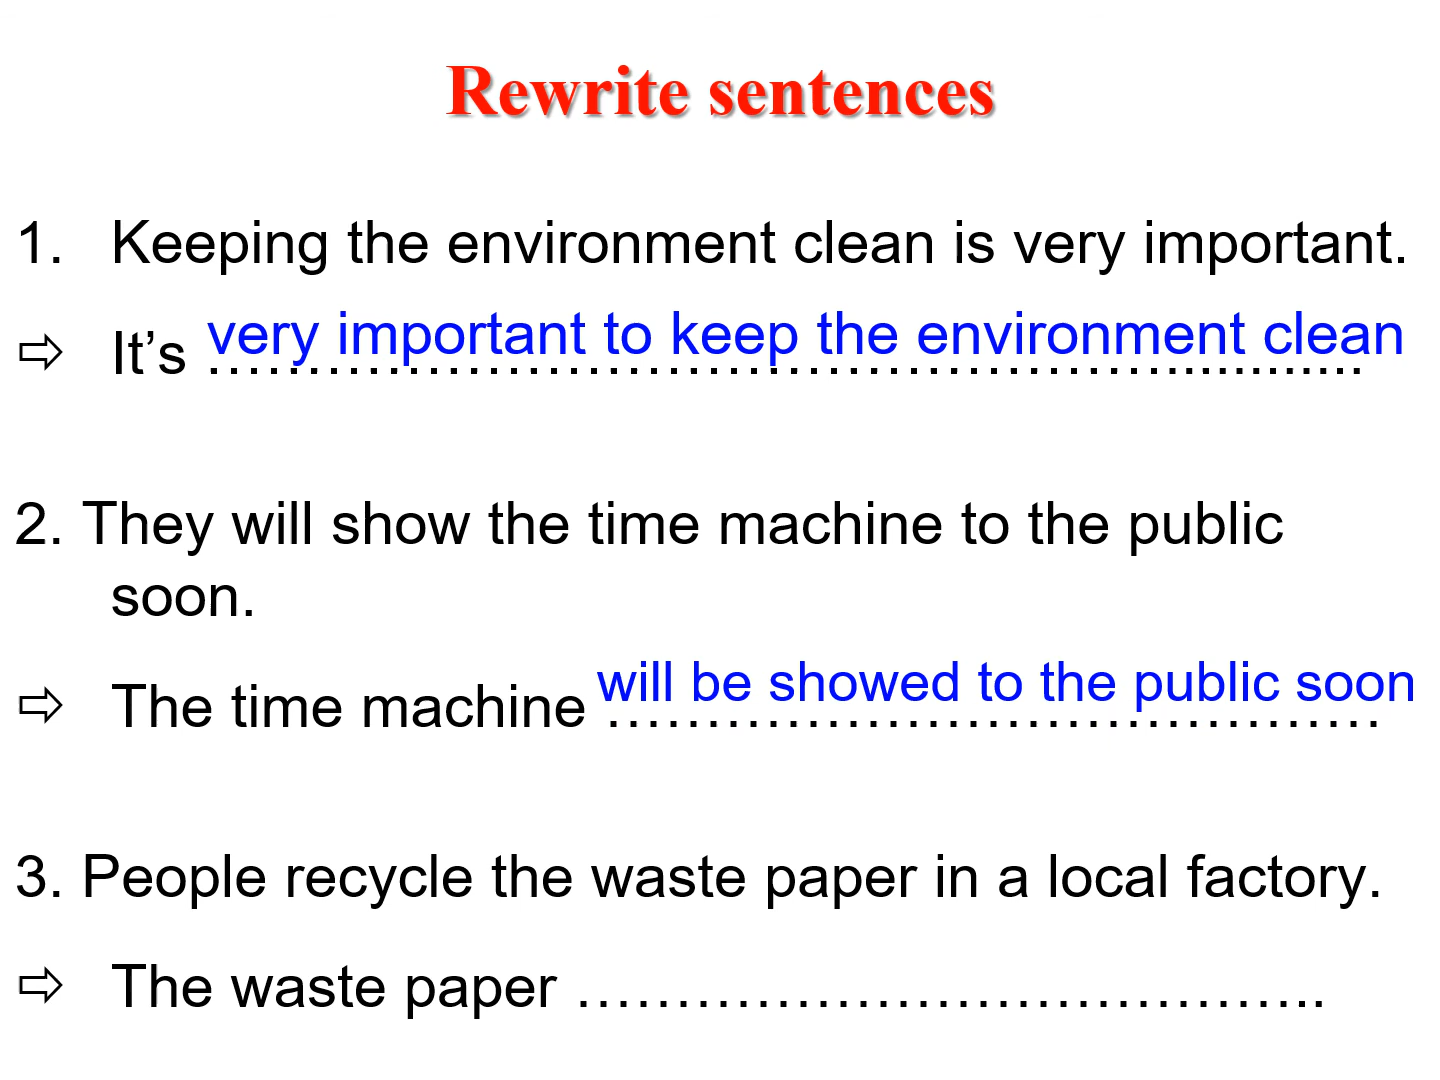 Rewrite sentences
1. Keeping the environment clean is very important.
⇨ It’s very important to keep the environment clean
……………………………………………............
2. They will show the time machine to the public
soon.
⇨ The time machine will be showed to the public soon
…………………………………
3. People recycle the waste paper in a local factory.
⇨ The waste paper ………………………………..